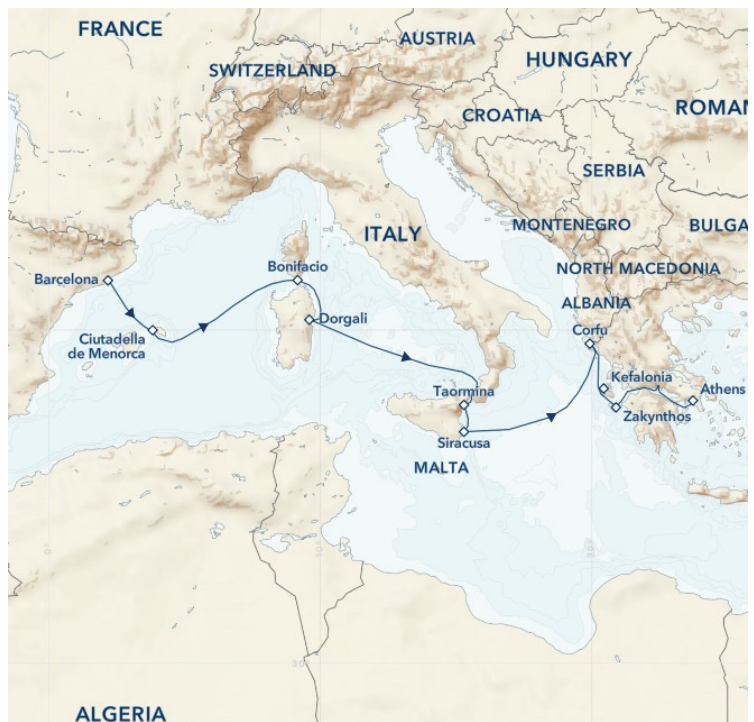 FRANCE
AUSTRIA
SWITZERLAND
HUNGARY
CROATIA
ROMAN
SERBIA
ITALY
MONTENEGRO
BULGA
Bonifacio
NORTH MACEDONIA
Barcelona
ALBANIA
Dorgali
Corfu
Ciutadella
de Menorca
Kefalonia
Taormina
Athens
Zakynthos
Siracusa
MALTA
ALGERIA